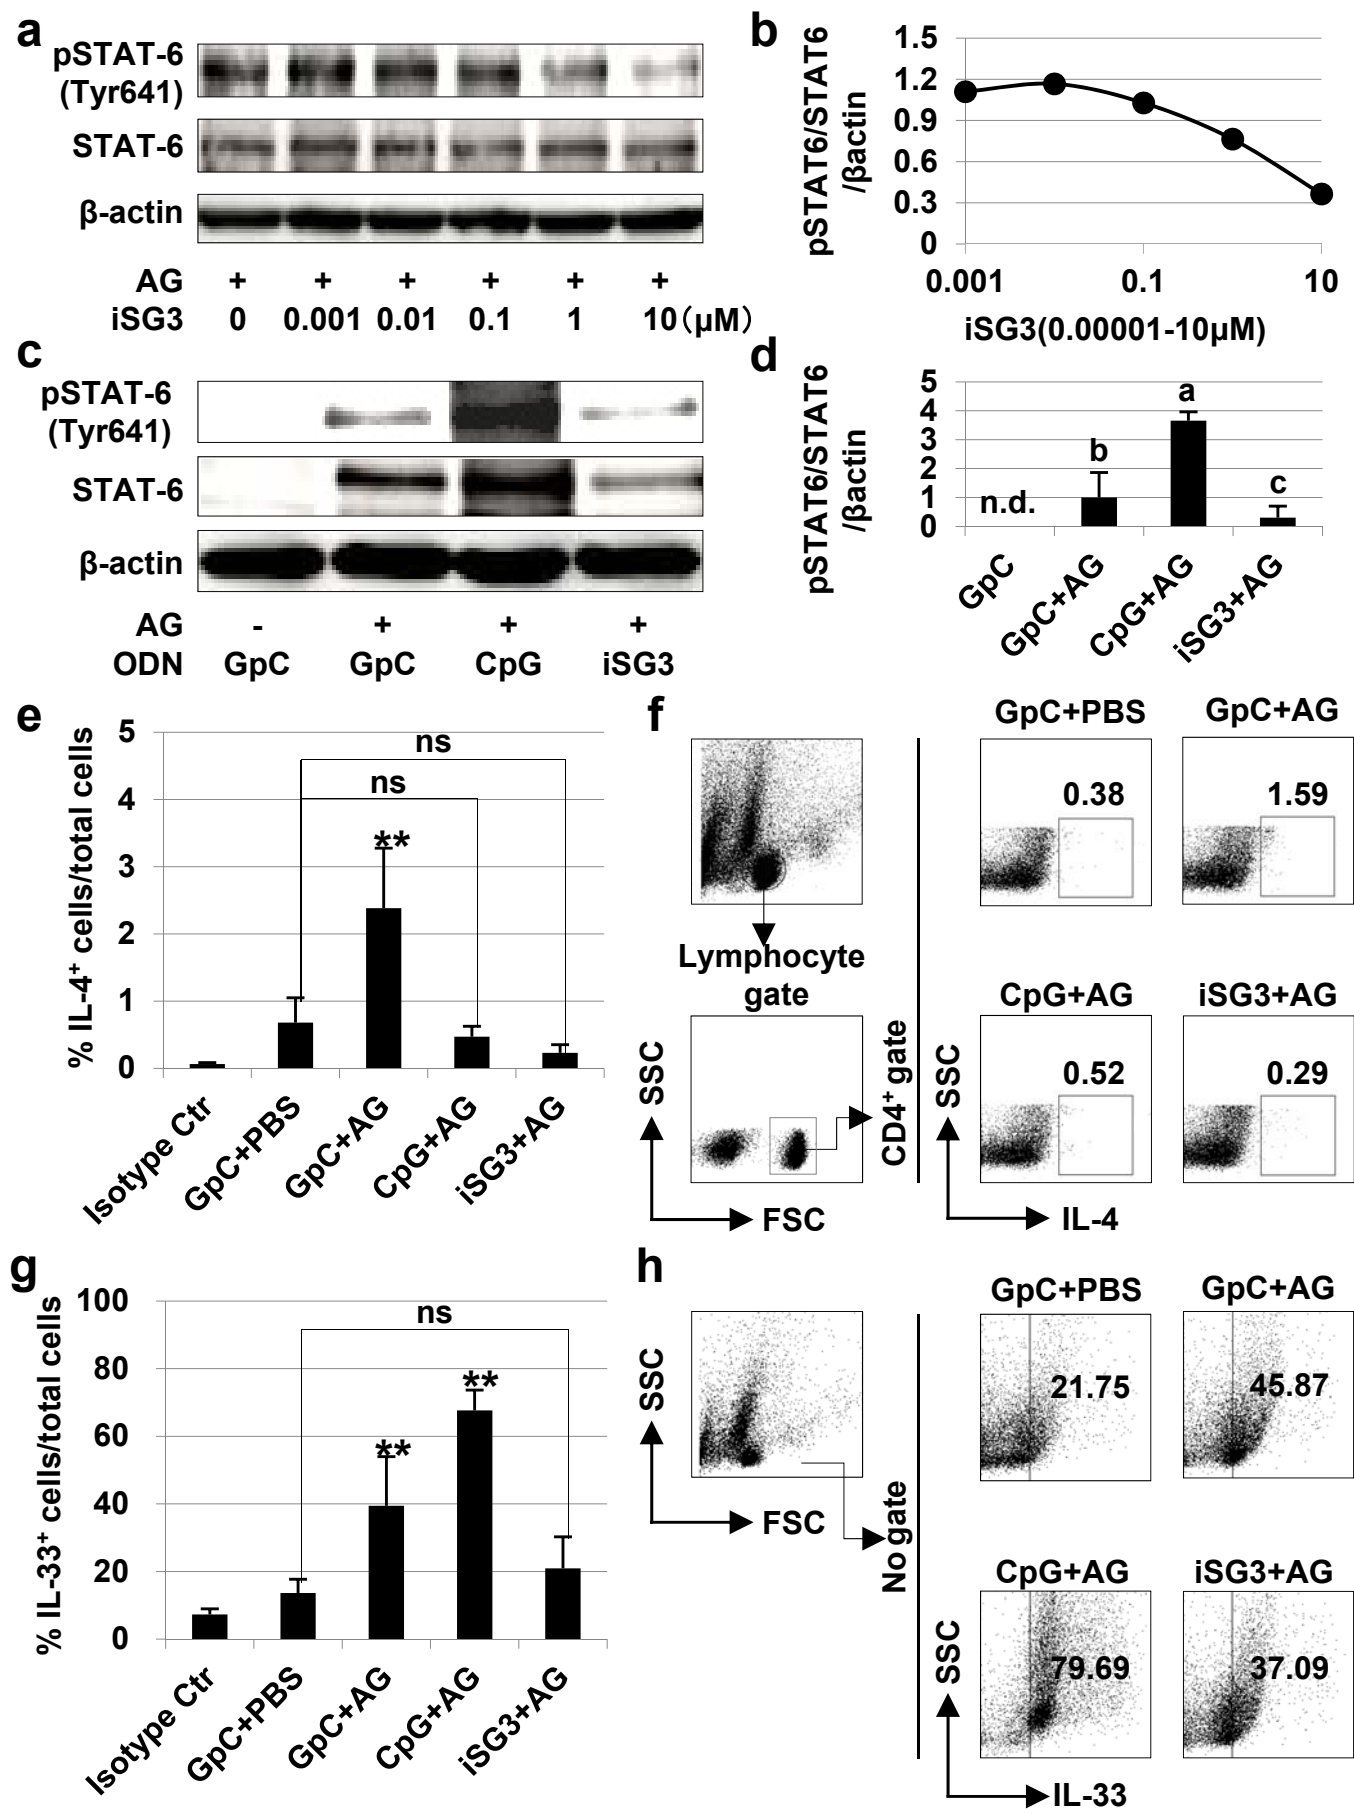 a
pSTAT-6
(Tyr641)
STAT-6
β-actin
AG + + + + + +
iSG3 0 0.001 0.01 0.1 1 10(μM)
b
pSTAT6/STAT6
/βactin
1.5
1.2
0.9
0.6
0.3
0
0.001 0.1 10
iSG3(0.00001-10μM)
c
pSTAT-6
(Tyr641)
STAT-6
β-actin
AG - + + +
ODN GpC GpC CpG iSG3
d
pSTAT6/STAT6
/βactin
5
4
3
2
1
0
n.d.
b
a
c
GpC
GpC+AG
CpG+AG
iSG3+AG
e
% IL-4⁺ cells/total cells
5
4
3
2
1
0
ns
ns
**
Isotype Ctr
GpC+PBS
GpC+AG
CpG+AG
iSG3+AG
f
Lymphocyte
gate
SSC
FSC
CD4⁺ gate
GpC+PBS
0.38
GpC+AG
1.59
CpG+AG
0.52
iSG3+AG
0.29
SSC
IL-4
g
% IL-33⁺ cells/total cells
100
80
60
40
20
0
ns
**
**
Isotype Ctr
GpC+PBS
GpC+AG
CpG+AG
iSG3+AG
h
SSC
FSC
No gate
GpC+PBS
21.75
GpC+AG
45.87
CpG+AG
79.69
iSG3+AG
37.09
SSC
IL-33